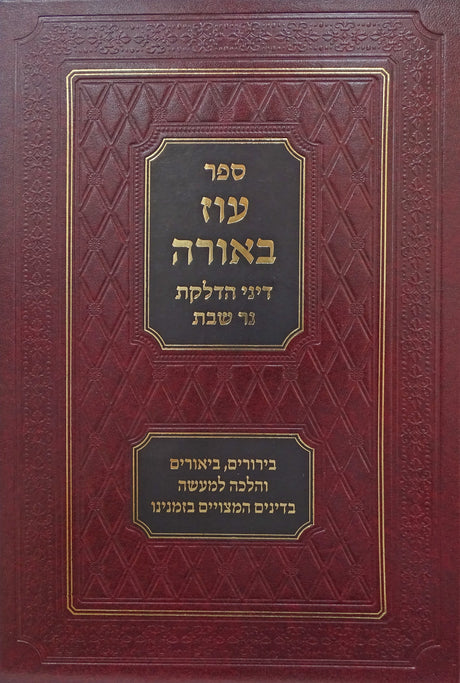 ספר
עוז
באורה
דיני הדלקת
נר שבת
בירורים, ביאורים
והלכה למעשה
בדינים המצויים בזמנינו